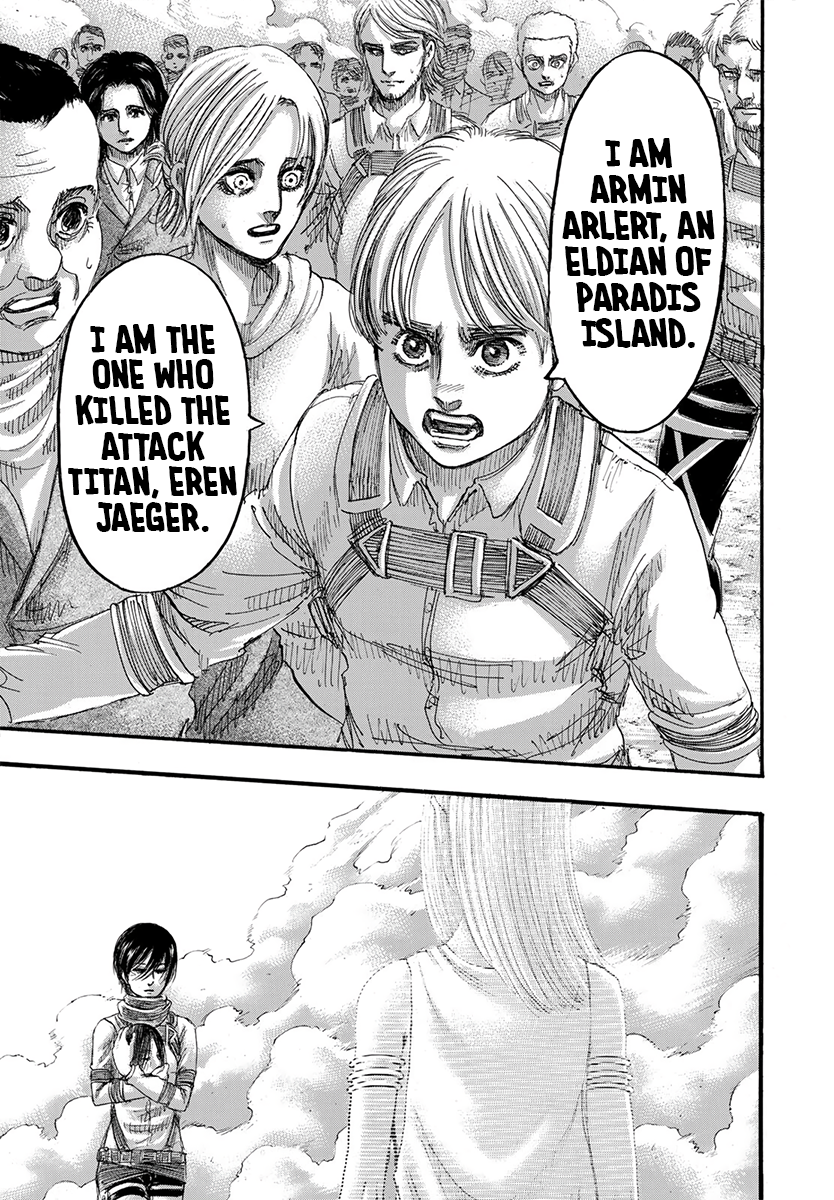 I AM
ARMIN
ARLERT, AN
ELDIAN OF
PARADIS
ISLAND.
I AM THE
ONE WHO
KILLED THE
ATTACK
TITAN, EREN
JAEGER.